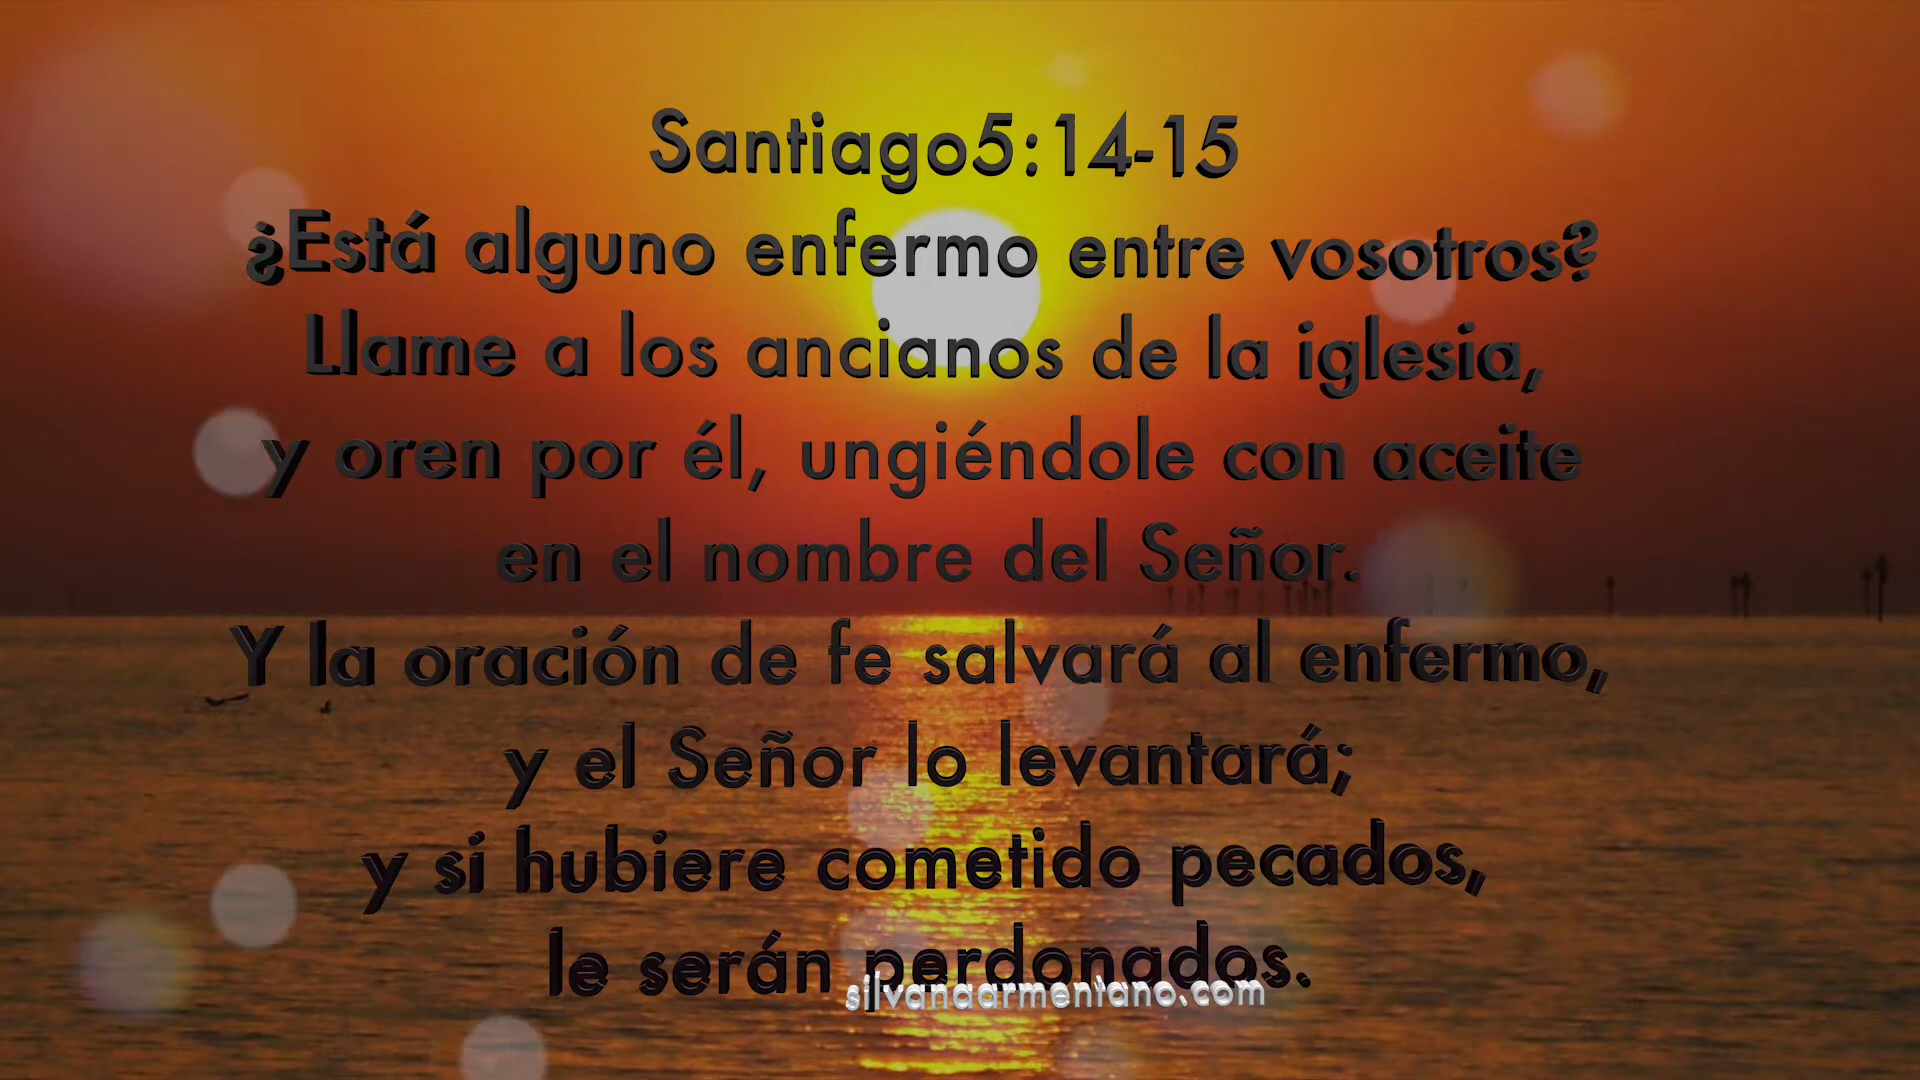 Santiago5:14-15
¿Está alguno enfermo entre vosotros?
Llame a los ancianos de la iglesia,
y oren por él, ungiéndole con aceite
en el nombre del Señor.
Y la oración de fe salvará al enfermo,
y el Señor lo levantará;
y si hubiere cometido pecados,
le serán perdonados.
silvanaarmentano.com